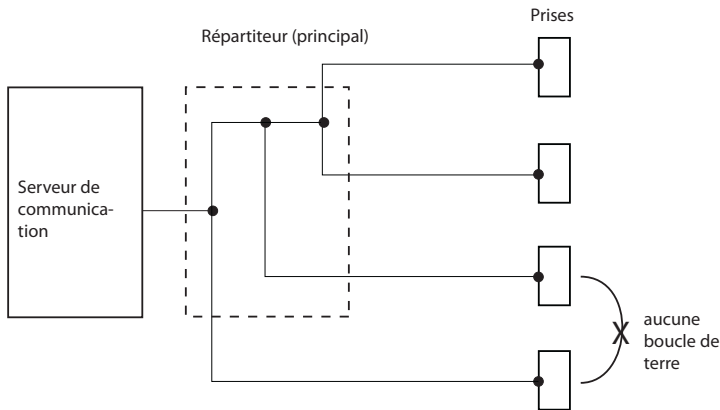 Prises
Répartiteur (principal)
Serveur de
communica-
tion
X
aucune
boucle de
terre